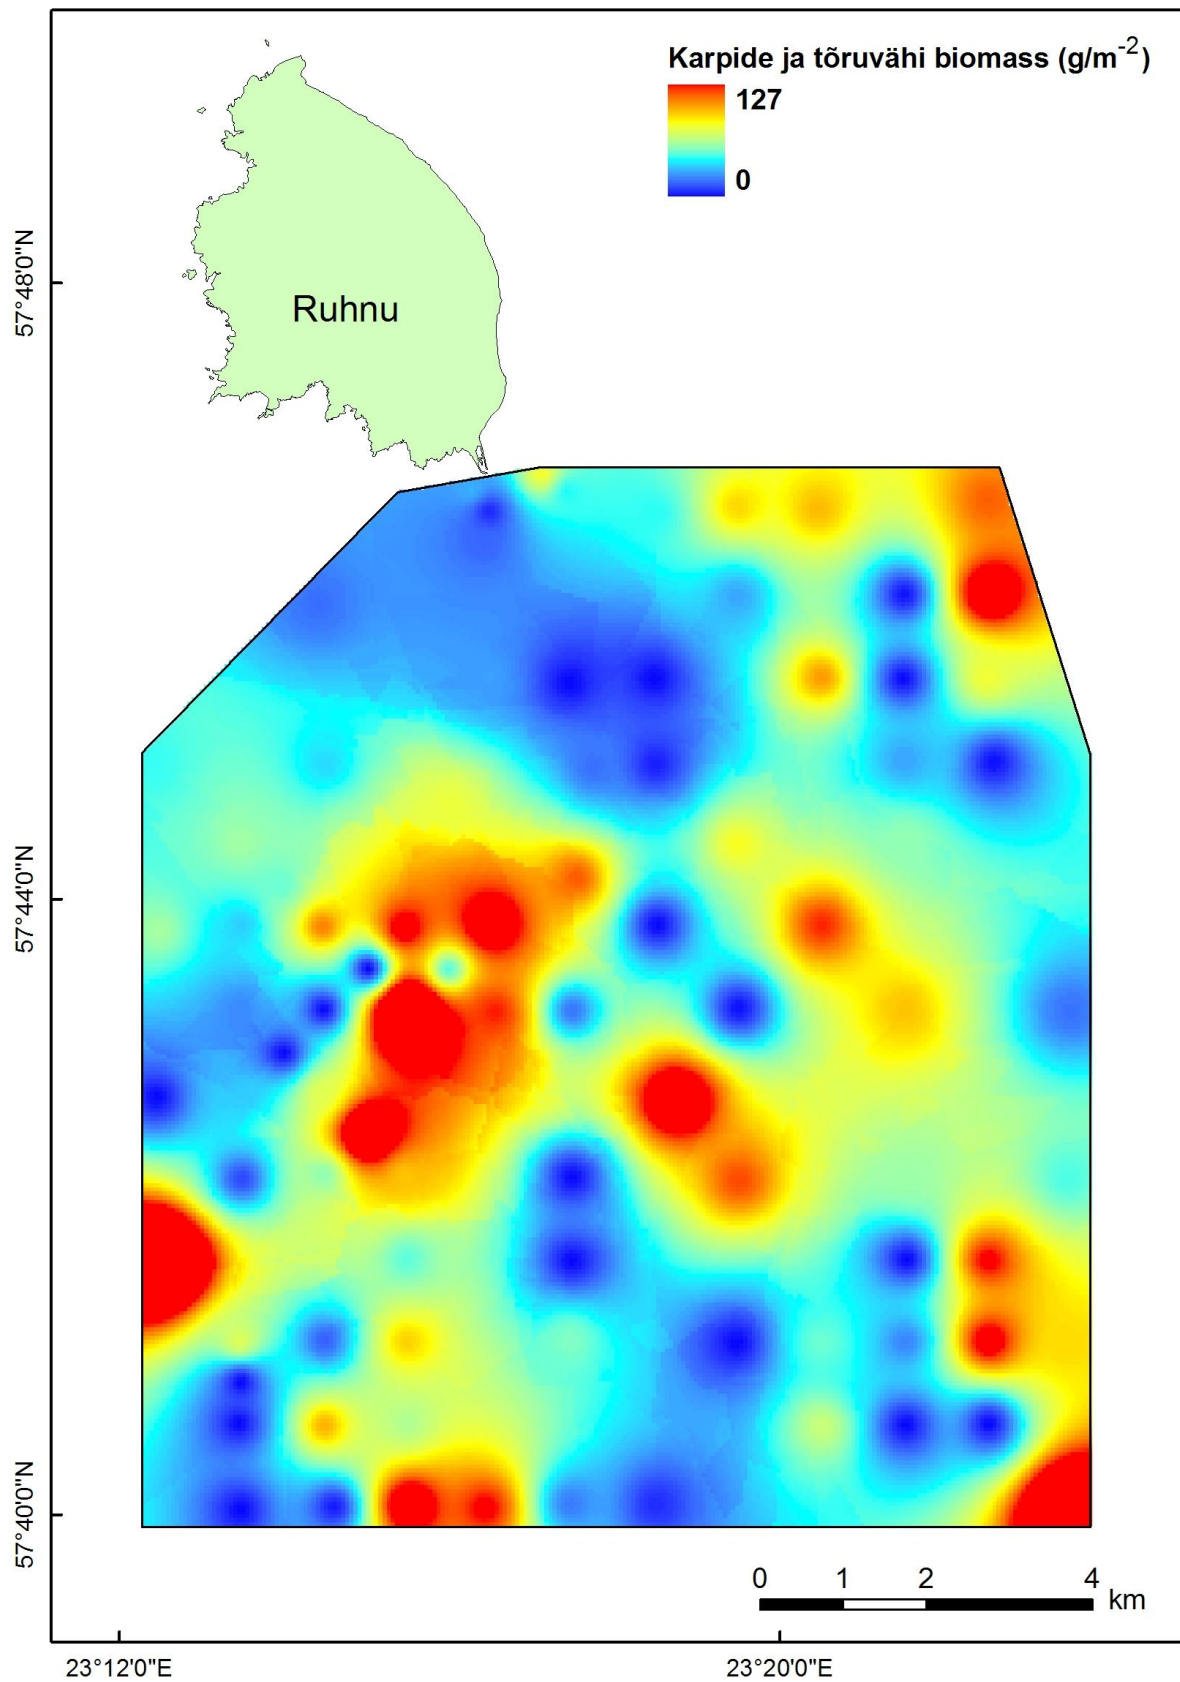 Karpide ja tõruvähi biomass (g/m⁻²)
127
0
Ruhnu
57°48'0"N
57°44'0"N
57°40'0"N
0 1 2 4
km
23°12'0"E 23°20'0"E